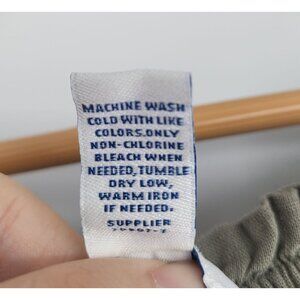 MACHINE WASH
COLD WITH LIKE
COLORS.ONLY
NON-CHLORINE
BLEACH WHEN
NEEDED,TUMBLE
DRY LOW,
WARM IRON
IF NEEDED.
SUPPLIER